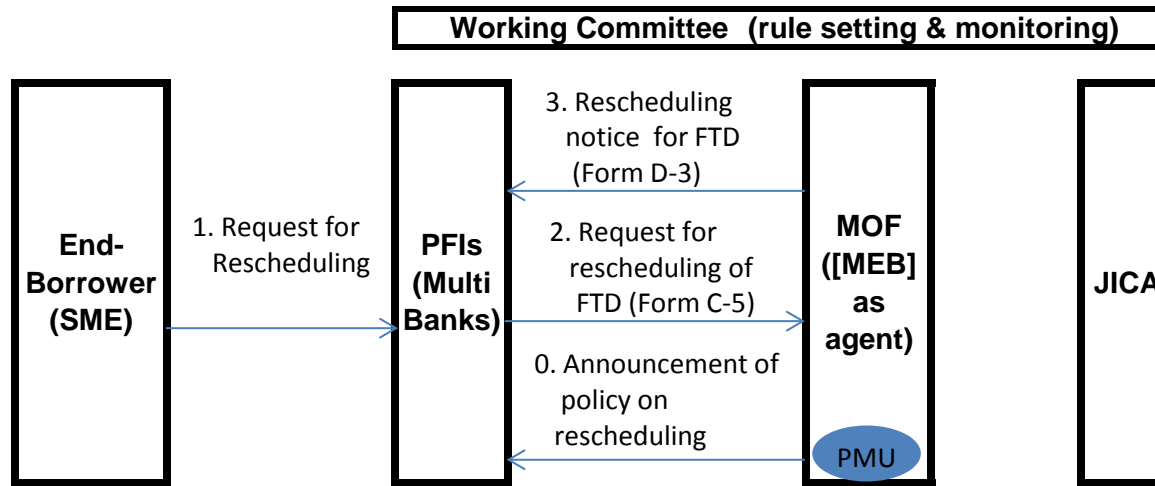 Working Committee (rule setting & monitoring)
End-
Borrower
(SME)
1. Request for
Rescheduling
PFIs
(Multi
Banks)
3. Rescheduling
notice for FTD
(Form D-3)
2. Request for
rescheduling of
FTD (Form C-5)
0. Announcement of
policy on
rescheduling
MOF
([MEB]
as
agent)
PMU
JICA